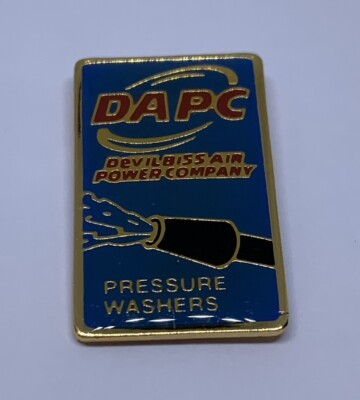 DAPC
DeVILBISS AIR
POWER COMPANY
PRESSURE
WASHERS